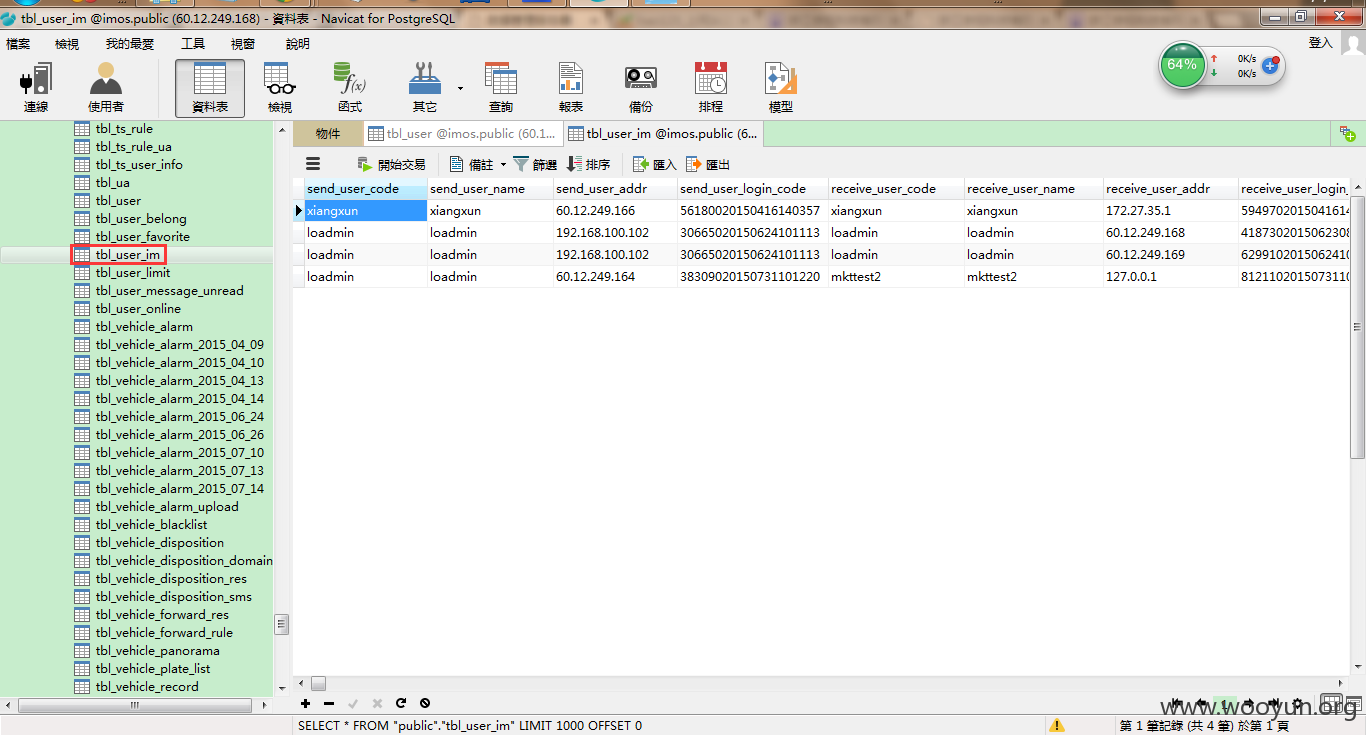 tbl_user_im @imos.public (60.12.249.168) - 資料表 - Navicat for PostgreSQL
檔案 檢視 我的最愛 工具 視窗 說明 登入
64% 0K/s
0K/s
連線 使用者 資料表 檢視 函式 其它 查詢 報表 備份 排程 模型
物件 tbl_user @imos.public (60.1... tbl_user_im @imos.public (6...
開始交易 備註 篩選 排序 匯入 匯出
tbl_ts_rule
tbl_ts_rule_ua
tbl_ts_user_info
tbl_ua
tbl_user
tbl_user_belong
tbl_user_favorite
tbl_user_im
tbl_user_limit
tbl_user_message_unread
tbl_user_online
tbl_vehicle_alarm
tbl_vehicle_alarm_2015_04_09
tbl_vehicle_alarm_2015_04_10
tbl_vehicle_alarm_2015_04_13
tbl_vehicle_alarm_2015_04_14
tbl_vehicle_alarm_2015_06_24
tbl_vehicle_alarm_2015_06_26
tbl_vehicle_alarm_2015_07_10
tbl_vehicle_alarm_2015_07_13
tbl_vehicle_alarm_2015_07_14
tbl_vehicle_alarm_upload
tbl_vehicle_blacklist
tbl_vehicle_disposition
tbl_vehicle_disposition_domain
tbl_vehicle_disposition_res
tbl_vehicle_disposition_sms
tbl_vehicle_forward_res
tbl_vehicle_forward_rule
tbl_vehicle_panorama
tbl_vehicle_plate_list
tbl_vehicle_record
send_user_code send_user_name send_user_addr send_user_login_code receive_user_code receive_user_name receive_user_addr receive_user_login_
xiangxun xiangxun 60.12.249.166 56180020150416140357 xiangxun xiangxun 172.27.35.1 5949702015041614
loadmin loadmin 192.168.100.102 30665020150624101113 loadmin loadmin 60.12.249.168 4187302015062308
loadmin loadmin 192.168.100.102 30665020150624101113 loadmin loadmin 60.12.249.169 6299102015062410
loadmin loadmin 60.12.249.164 38309020150731101220 mkttest2 mkttest2 127.0.0.1 8121102015073110
1
www.wooyun.org
SELECT * FROM "public"."tbl_user_im" LIMIT 1000 OFFSET 0
第 1 筆記錄 (共 4 筆) 於第 1 頁